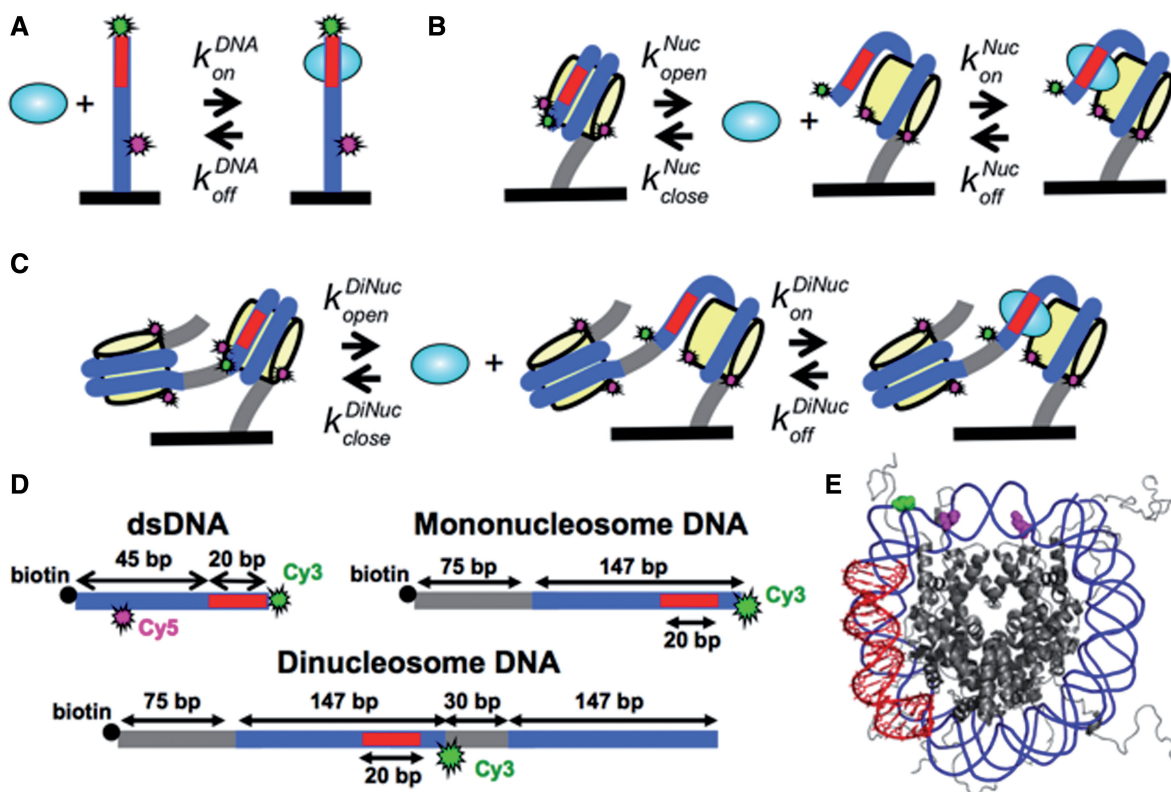 A
k^{DNA}_{on}
+
k^{DNA}_{off}
B
k^{Nuc}_{open}
k^{Nuc}_{close}
+
k^{Nuc}_{on}
k^{Nuc}_{off}
C
k^{DiNuc}_{open}
k^{DiNuc}_{close}
+
k^{DiNuc}_{on}
k^{DiNuc}_{off}
D
dsDNA
45 bp 20 bp
biotin
Cy3
Cy5
Mononucleosome DNA
75 bp 147 bp
biotin
Cy3
20 bp
Dinucleosome DNA
75 bp 147 bp 30 bp 147 bp
biotin
20 bp
Cy3
E